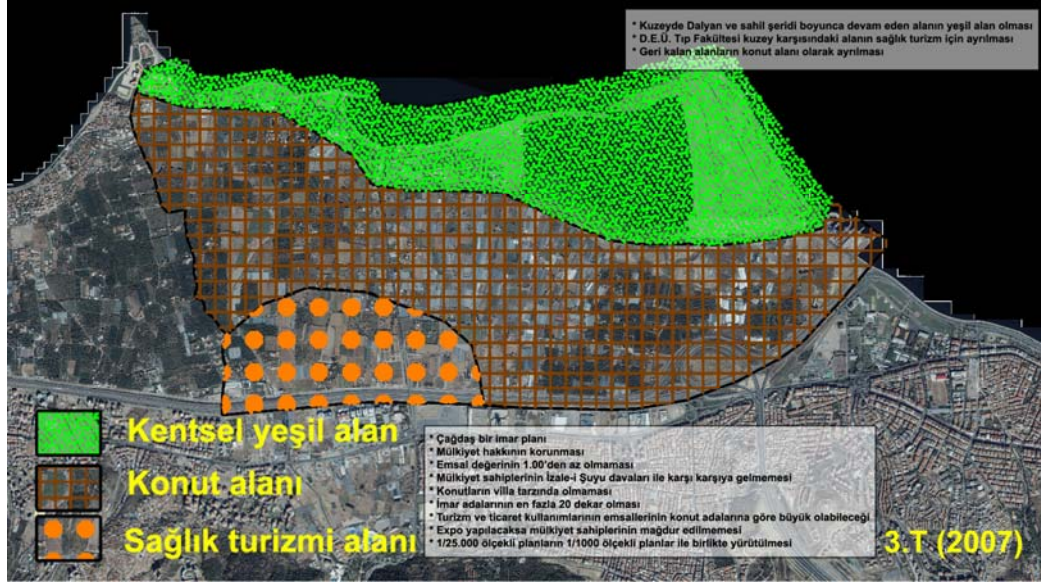 * Kuzeyde Dalyan ve sahil şeridi boyunca devam eden alanın yeşil alan olması
* D.E.Ü. Tıp Fakültesi kuzey karşısındaki alanın sağlık turizm için ayrılması
* Geri kalan alanların konut alanı olarak ayrılması
Kentsel yeşil alan
Konut alanı
Sağlık turizmi alanı
* Çağdaş bir imar planı
* Mülkiyet hakkının korunması
* Emsal değerinin 1.00'den az olmaması
* Mülkiyet sahiplerinin İzale-i Şuyu davaları ile karşı karşıya gelmemesi
* Konutların villa tarzında olmaması
* İmar adalarının en fazla 20 dekar olması
* Turizm ve ticaret kullanımlarının emsallerinin konut adalarına göre büyük olabileceği
* Expo yapılacaksa mülkiyet sahiplerinin mağdur edilmemesi
* 1/25.000 ölçekli planların 1/1000 ölçekli planlar ile birlikte yürütülmesi
3.T (2007)